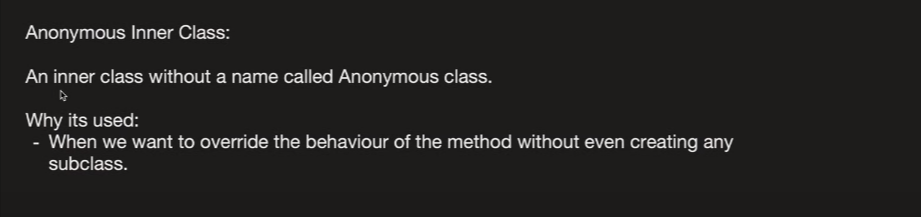 Anonymous Inner Class:
An inner class without a name called Anonymous class.
Why its used:
- When we want to override the behaviour of the method without even creating any
subclass.